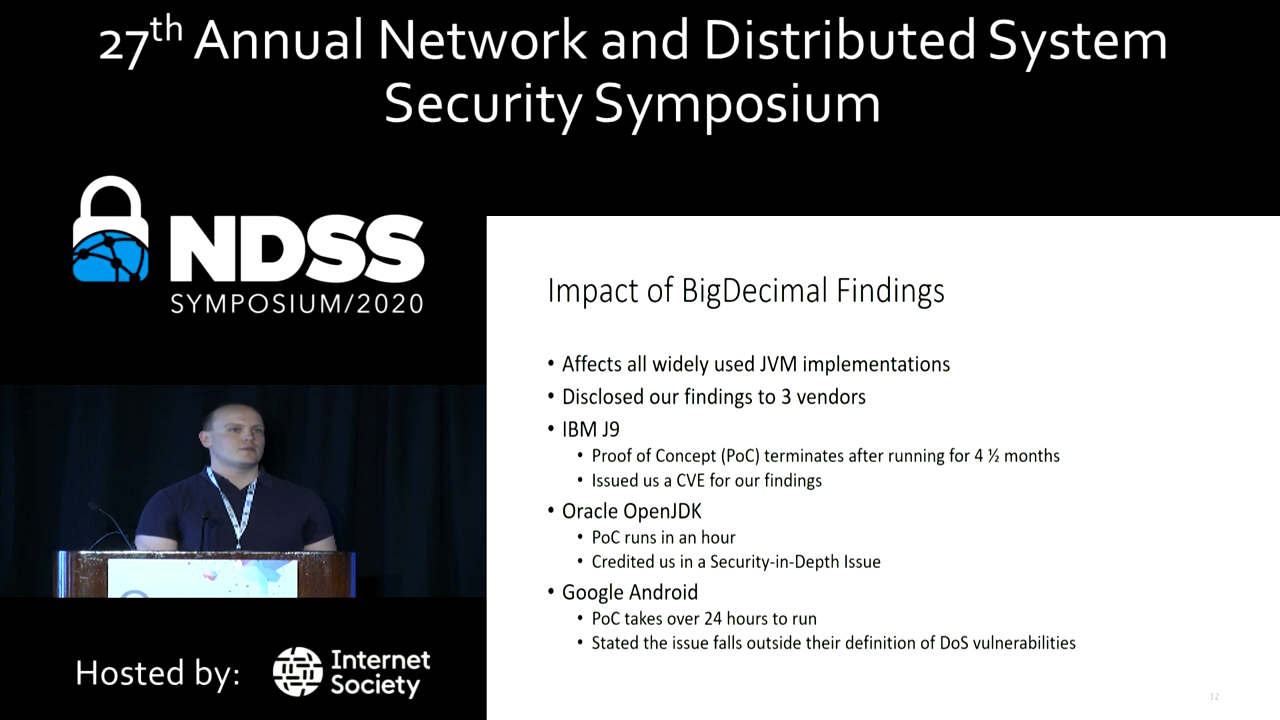 27th Annual Network and Distributed System
Security Symposium
NDSS
SYMPOSIUM/2020
Impact of BigDecimal Findings
• Affects all widely used JVM implementations
• Disclosed our findings to 3 vendors
• IBM J9
• Proof of Concept (PoC) terminates after running for 4 ½ months
• Issued us a CVE for our findings
• Oracle OpenJDK
• PoC runs in an hour
• Credited us in a Security-in-Depth Issue
• Google Android
• PoC takes over 24 hours to run
• Stated the issue falls outside their definition of DoS vulnerabilities
12
Hosted by:
Internet
Society